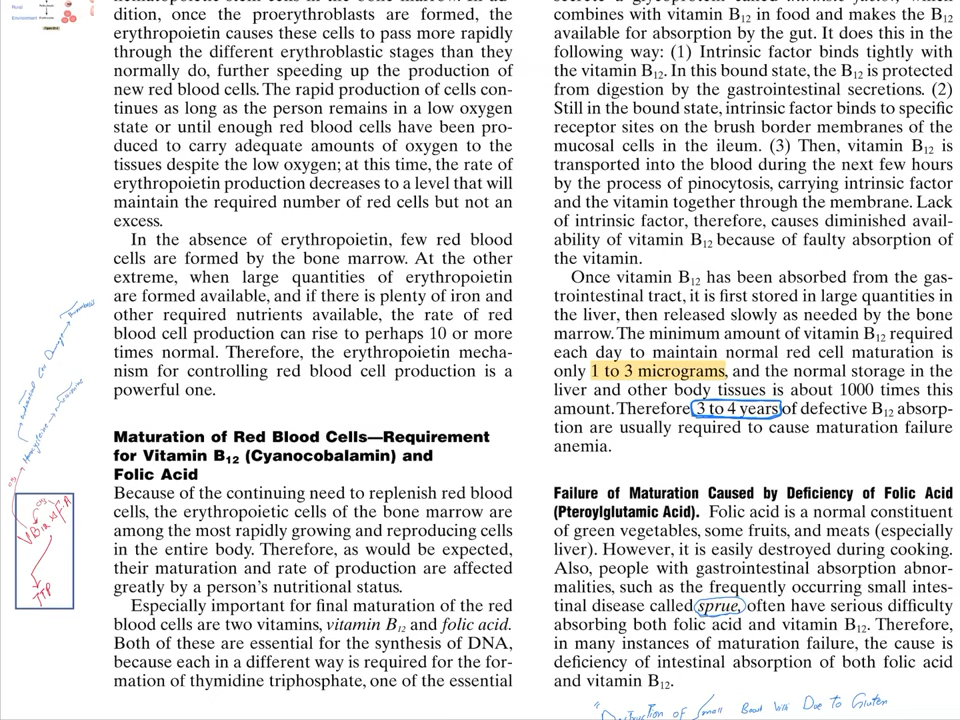 dition, once the proerythroblasts are formed, the
erythropoietin causes these cells to pass more rapidly
through the different erythroblastic stages than they
normally do, further speeding up the production of
new red blood cells. The rapid production of cells con-
tinues as long as the person remains in a low oxygen
state or until enough red blood cells have been pro-
duced to carry adequate amounts of oxygen to the
tissues despite the low oxygen; at this time, the rate of
erythropoietin production decreases to a level that will
maintain the required number of red cells but not an
excess.
In the absence of erythropoietin, few red blood
cells are formed by the bone marrow. At the other
extreme, when large quantities of erythropoietin
are formed available, and if there is plenty of iron and
other required nutrients available, the rate of red
blood cell production can rise to perhaps 10 or more
times normal. Therefore, the erythropoietin mecha-
nism for controlling red blood cell production is a
powerful one.
Maturation of Red Blood Cells—Requirement
for Vitamin B12 (Cyanocobalamin) and
Folic Acid
Because of the continuing need to replenish red blood
cells, the erythropoietic cells of the bone marrow are
among the most rapidly growing and reproducing cells
in the entire body. Therefore, as would be expected,
their maturation and rate of production are affected
greatly by a person's nutritional status.
Especially important for final maturation of the red
blood cells are two vitamins, vitamin B12 and folic acid.
Both of these are essential for the synthesis of DNA,
because each in a different way is required for the for-
mation of thymidine triphosphate, one of the essential
combines with vitamin B12 in food and makes the B12
available for absorption by the gut. It does this in the
following way: (1) Intrinsic factor binds tightly with
the vitamin B12. In this bound state, the B12 is protected
from digestion by the gastrointestinal secretions. (2)
Still in the bound state, intrinsic factor binds to specific
receptor sites on the brush border membranes of the
mucosal cells in the ileum. (3) Then, vitamin B12 is
transported into the blood during the next few hours
by the process of pinocytosis, carrying intrinsic factor
and the vitamin together through the membrane. Lack
of intrinsic factor, therefore, causes diminished avail-
ability of vitamin B12 because of faulty absorption of
the vitamin.
Once vitamin B12 has been absorbed from the gas-
trointestinal tract, it is first stored in large quantities in
the liver, then released slowly as needed by the bone
marrow. The minimum amount of vitamin B12 required
each day to maintain normal red cell maturation is
only 1 to 3 micrograms, and the normal storage in the
liver and other body tissues is about 1000 times this
amount. Therefore, 3 to 4 years of defective B12 absorp-
tion are usually required to cause maturation failure
anemia.
Failure of Maturation Caused by Deficiency of Folic Acid
(Pteroylglutamic Acid). Folic acid is a normal constituent
of green vegetables, some fruits, and meats (especially
liver). However, it is easily destroyed during cooking.
Also, people with gastrointestinal absorption abnor-
malities, such as the frequently occurring small intes-
tinal disease called sprue, often have serious difficulty
absorbing both folic acid and vitamin B12. Therefore,
in many instances of maturation failure, the cause is
deficiency of intestinal absorption of both folic acid
and vitamin B12.
of Small Due To Gluten
VB12 F.A
TTP
Homocysteine